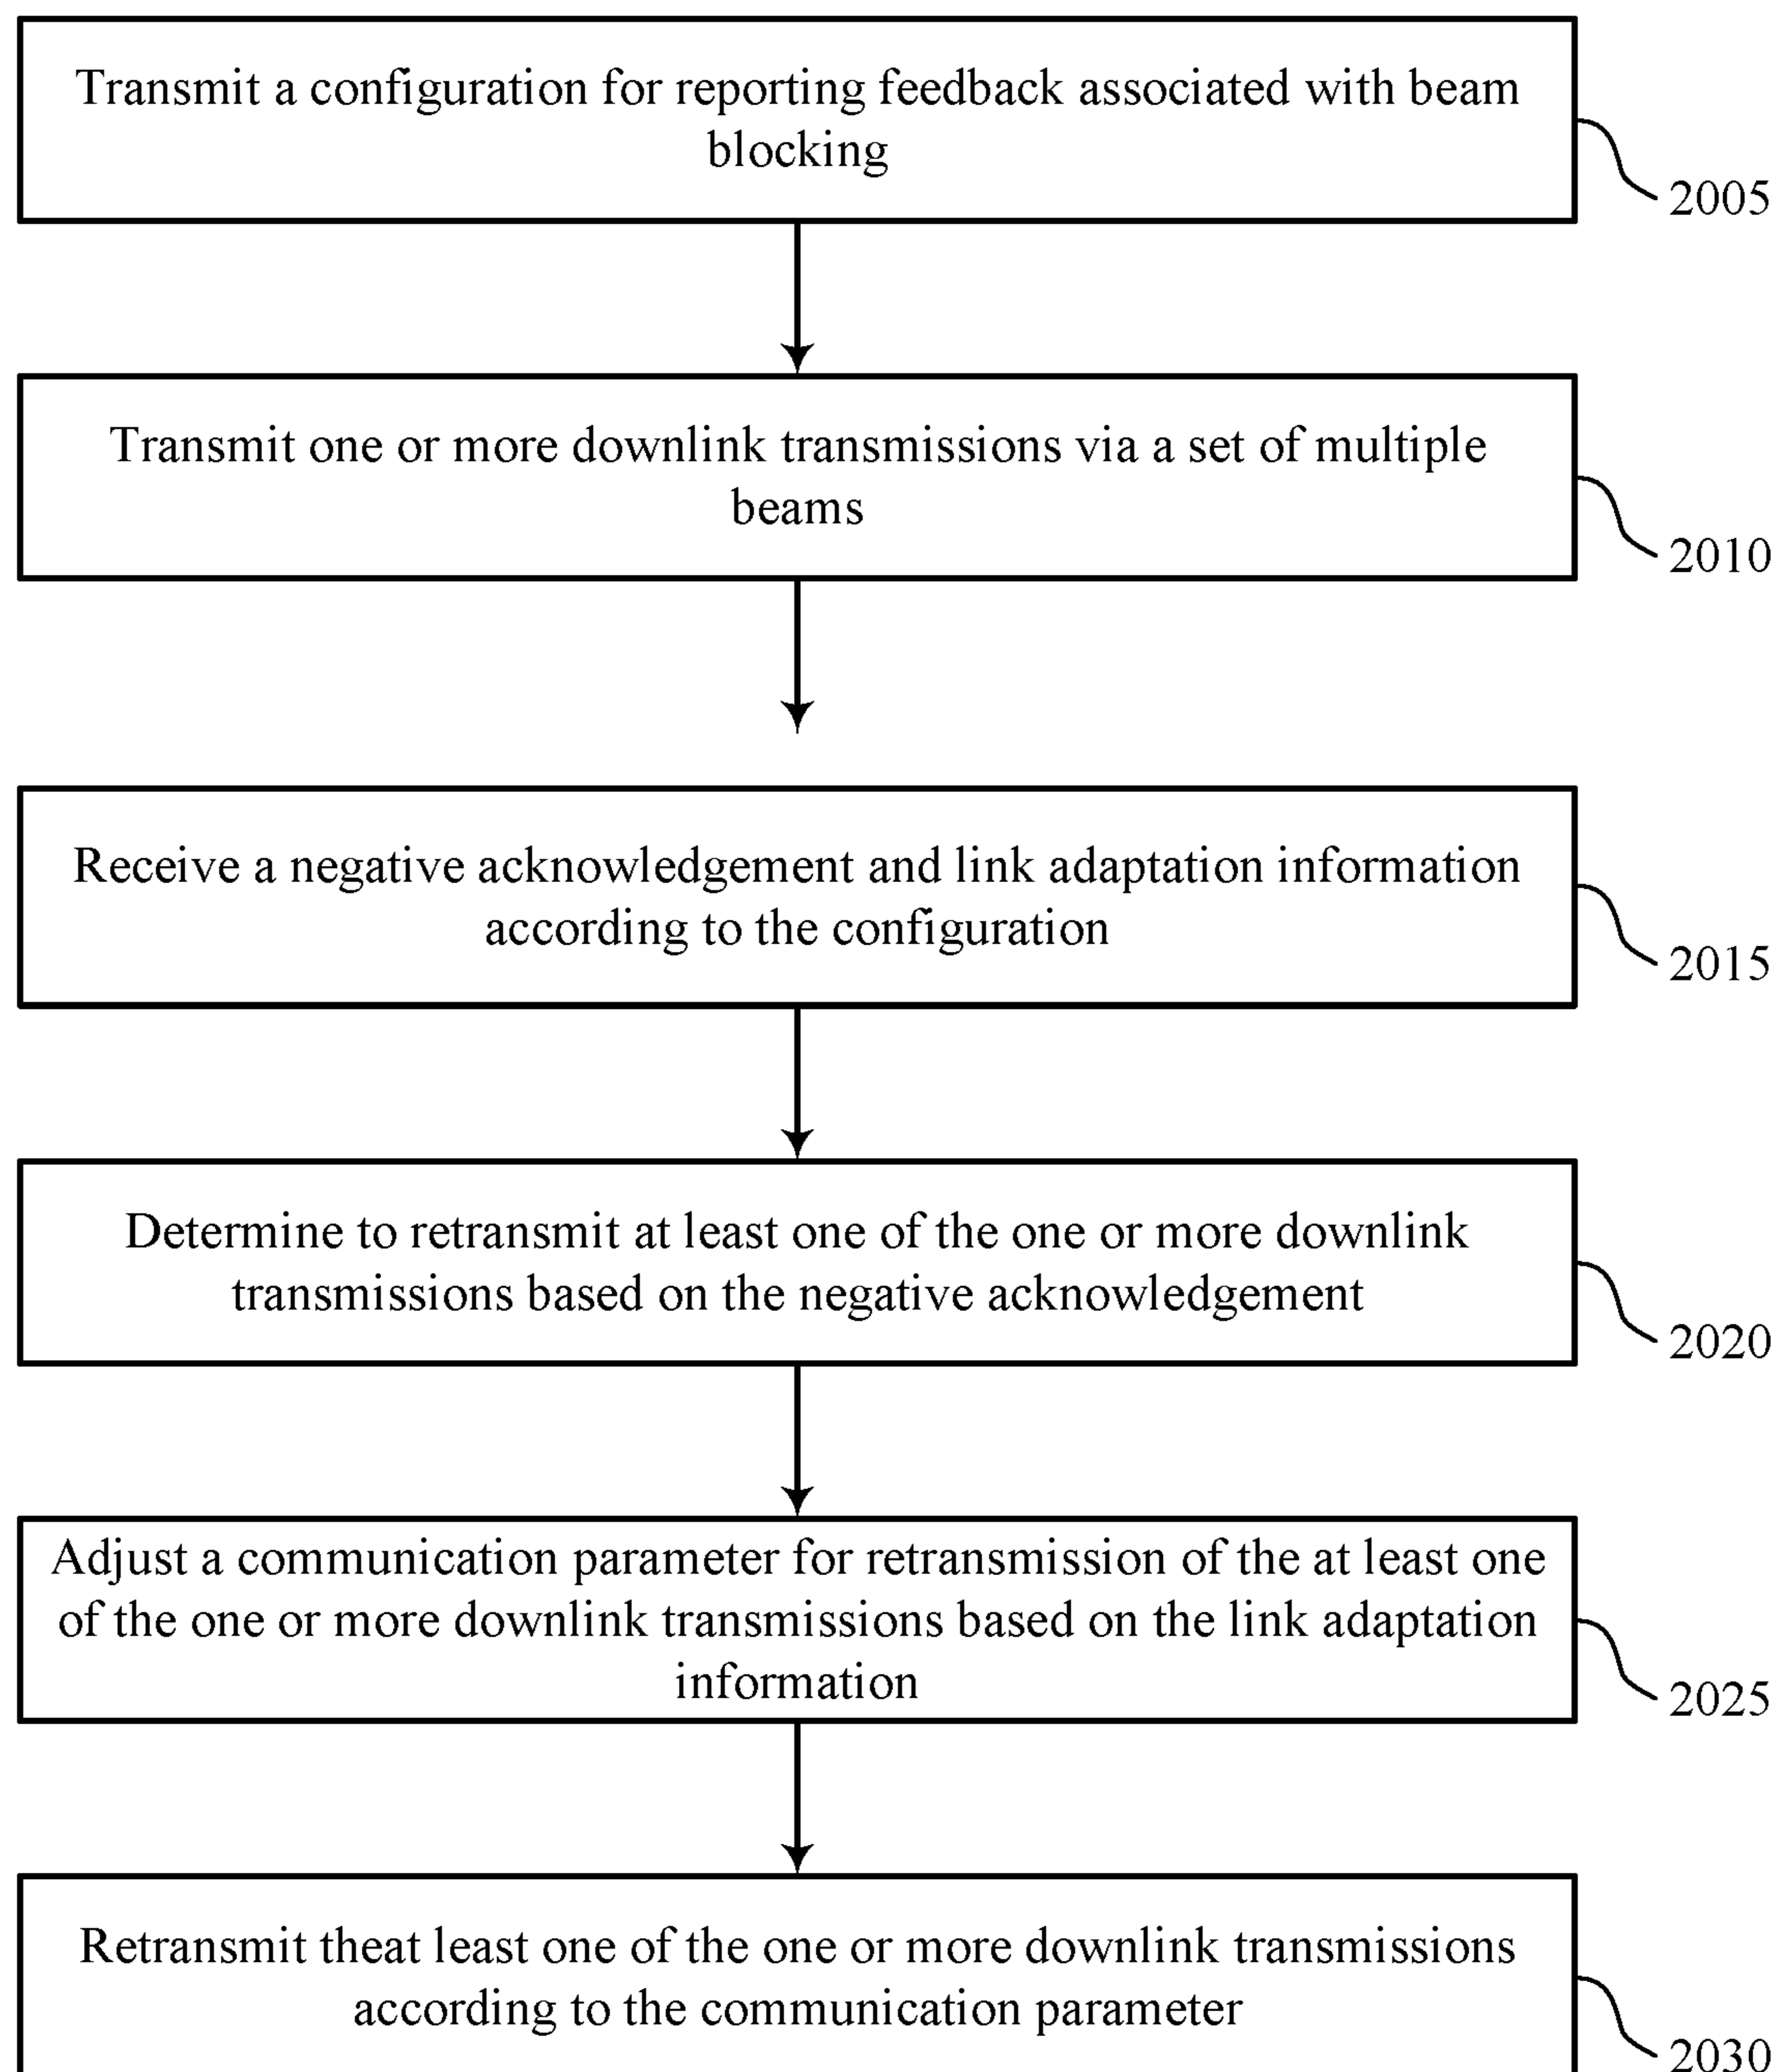 Transmit a configuration for reporting feedback associated with beam
blocking
2005
Transmit one or more downlink transmissions via a set of multiple
beams
2010
Receive a negative acknowledgement and link adaptation information
according to the configuration
2015
Determine to retransmit at least one of the one or more downlink
transmissions based on the negative acknowledgement
2020
Adjust a communication parameter for retransmission of the at least one
of the one or more downlink transmissions based on the link adaptation
information
2025
Retransmit theat least one of the one or more downlink transmissions
according to the communication parameter
2030